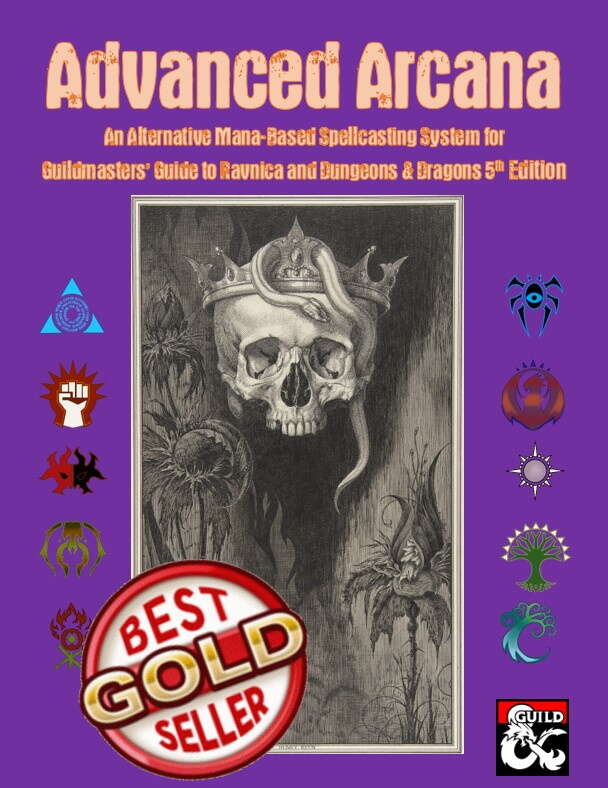 Advanced Arcana
An Alternative Mana-Based Spellcasting System for
Guildmasters' Guide to Ravnica and Dungeons & Dragons 5th Edition
BEST
GOLD
SELLER
GUILD